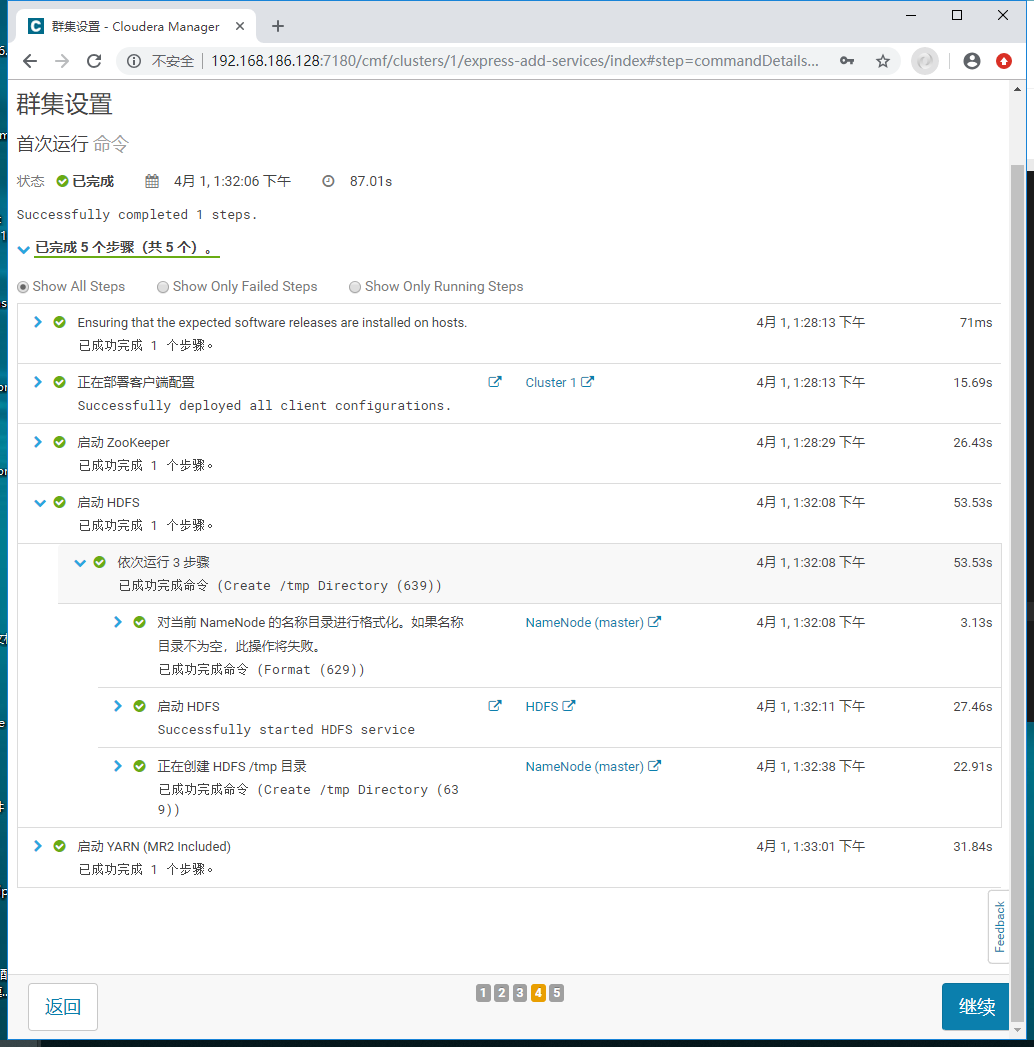 群集设置 - Cloudera Manager
不安全 192.168.186.128:7180/cmf/clusters/1/express-add-services/index#step=commandDetails...
群集设置
首次运行 命令
状态 已完成 4月 1, 1:32:06 下午 87.01s
Successfully completed 1 steps.
已完成 5 个步骤（共 5 个）。
Show All Steps Show Only Failed Steps Show Only Running Steps
Ensuring that the expected software releases are installed on hosts. 4月 1, 1:28:13 下午 71ms
已成功完成 1 个步骤。
正在部署客户端配置 Cluster 1 4月 1, 1:28:13 下午 15.69s
Successfully deployed all client configurations.
启动 ZooKeeper 4月 1, 1:28:29 下午 26.43s
已成功完成 1 个步骤。
启动 HDFS 4月 1, 1:32:08 下午 53.53s
已成功完成 1 个步骤。
依次运行 3 步骤 4月 1, 1:32:08 下午 53.53s
已成功完成命令 (Create /tmp Directory (639))
对当前 NameNode 的名称目录进行格式化。如果名称 NameNode (master) 4月 1, 1:32:08 下午 3.13s
目录不为空，此操作将失败。
已成功完成命令 (Format (629))
启动 HDFS HDFS 4月 1, 1:32:11 下午 27.46s
Successfully started HDFS service
正在创建 HDFS /tmp 目录 NameNode (master) 4月 1, 1:32:38 下午 22.91s
已成功完成命令 (Create /tmp Directory (63
9))
启动 YARN (MR2 Included) 4月 1, 1:33:01 下午 31.84s
已成功完成 1 个步骤。
Feedback
返回 1 2 3 4 5 继续